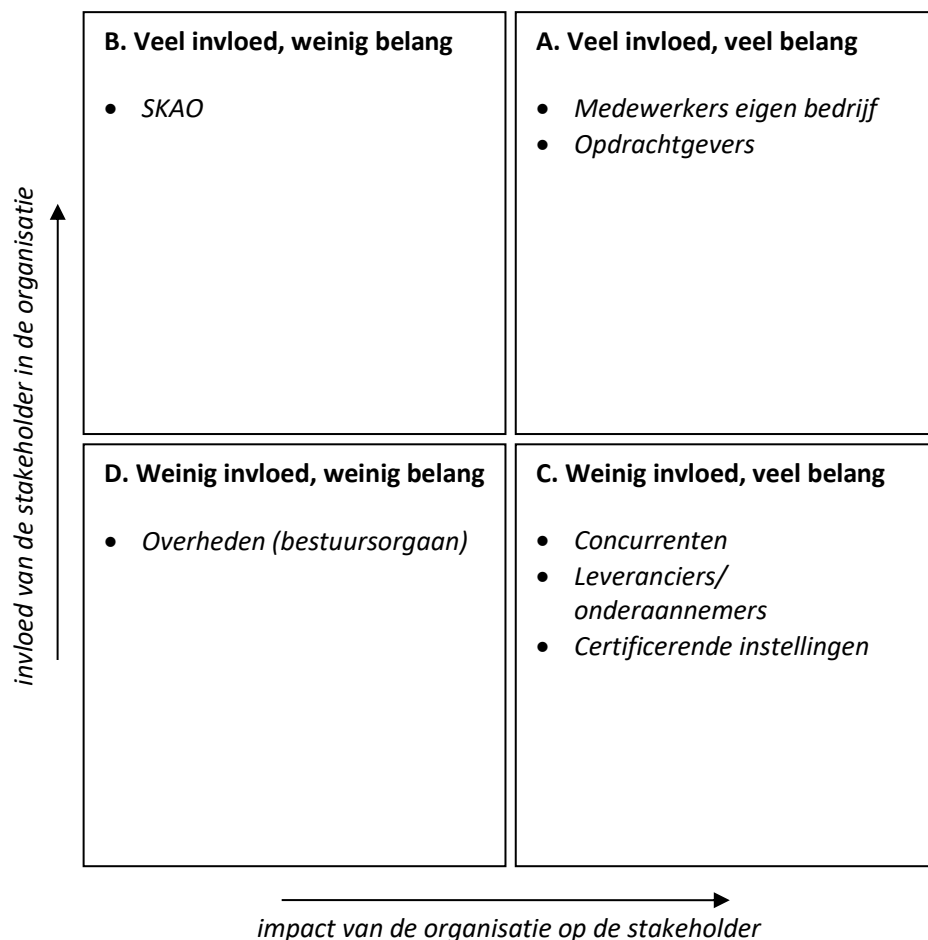 B. Veel invloed, weinig belang
• SKAO
A. Veel invloed, veel belang
• Medewerkers eigen bedrijf
• Opdrachtgevers
invloed van de stakeholder in de organisatie
D. Weinig invloed, weinig belang
• Overheden (bestuursorgaan)
C. Weinig invloed, veel belang
• Concurrenten
• Leveranciers/
onderaannemers
• Certificerende instellingen
impact van de organisatie op de stakeholder